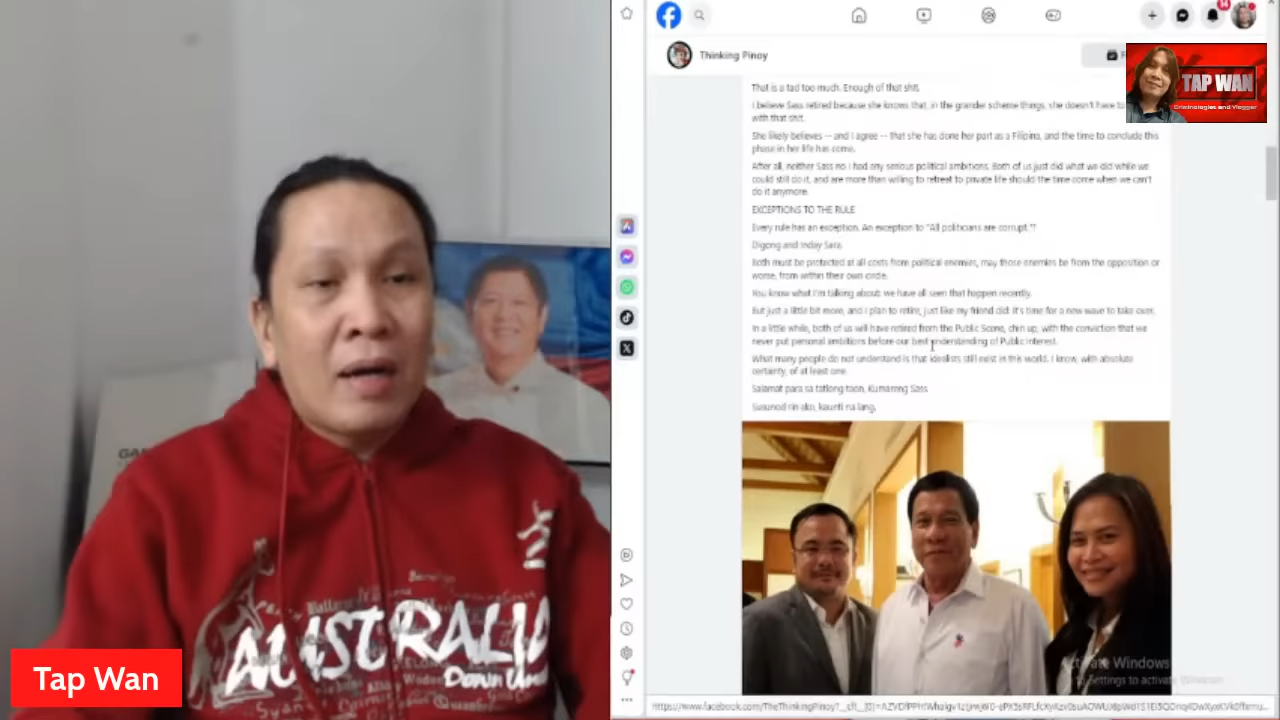 Thinking Pinoy
14
TAP WAN
Criminologist and Vlogger
That is a tad too much. Enough of that shit.
I believe Sass retired because she knows that, in the grander scheme things, she doesn't have to
with that shit.
She likely believes -- and I agree -- that she has done her part as a Filipino, and the time to conclude this
phase in her life has come.
After all, neither Sass no I had any serious political ambitions. Both of us just did what we did while we
could still do it, and are more than willing to retreat to private life should the time come when we can't
do it anymore.
EXCEPTIONS TO THE RULE
Every rule has an exception. An exception to "All politicians are corrupt."?
Digong and Inday Sara.
Both must be protected at all costs from political enemies, may those enemies be from the opposition or
worse, from within their own circle.
You know what I'm talking about: we have all seen that happen recently.
But just a little bit more, and I plan to retire, just like my friend did. It's time for a new wave to take over.
In a little while, both of us will have retired from the Public Scene, chin up, with the conviction that we
never put personal ambitions before our best understanding of Public Interest.
What many people do not understand is that idealists still exist in this world. I know, with absolute
certainty, of at least one.
Salamat para sa tatlong taon, Kumareng Sass.
Susunod rin ako, kaunti na lang.
AUSTRALIA
Down Under
Tap Wan
Activate Windows